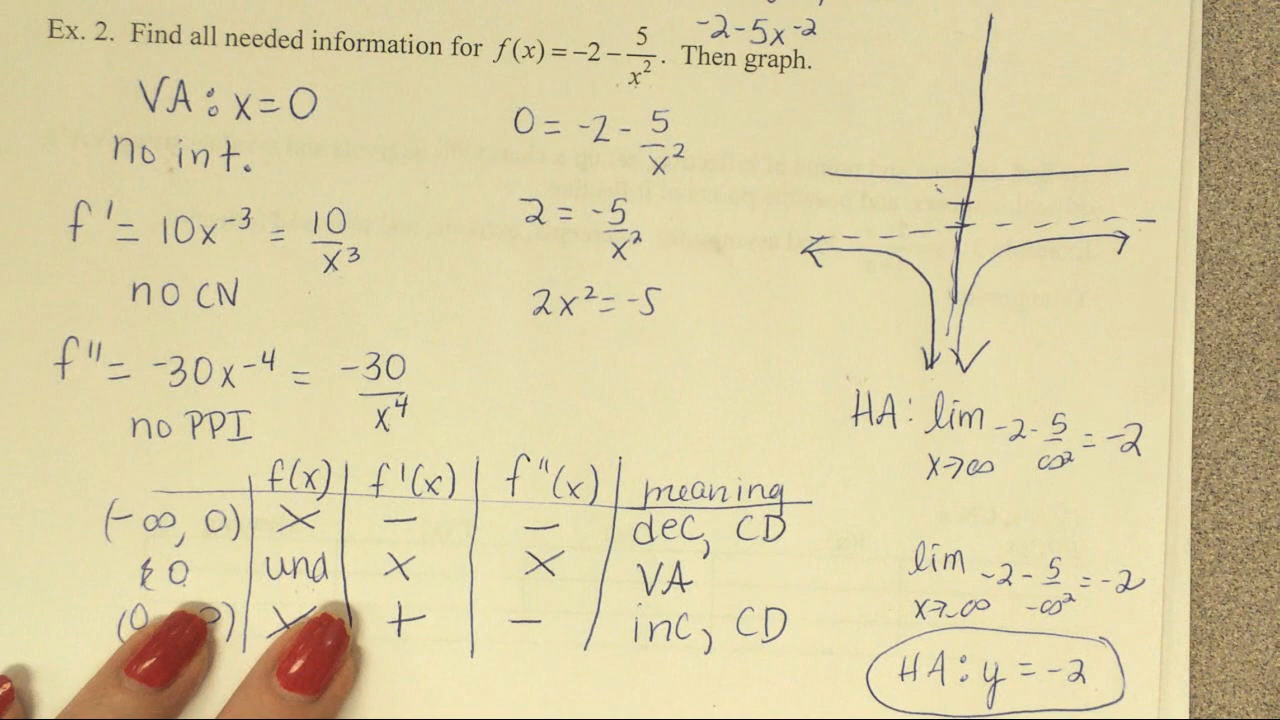 -2-5x⁻²
Ex. 2. Find all needed information for f(x) = -2 - 5/x². Then graph.
VA: x=0
no int.
f' = 10x⁻³ = 10/x³
no CN
f'' = -30x⁻⁴ = -30/x⁴
no PPI
0 = -2 - 5/x²
2 = -5/x²
2x² = -5
HA: lim x→∞ -2 - 5/∞² = -2
lim x→-∞ -2 - 5/-∞² = -2
HA: y = -2
f(x) f'(x) f''(x) meaning
(-∞, 0) X - - dec, CD
0 und X X VA
(0, X + - inc, CD